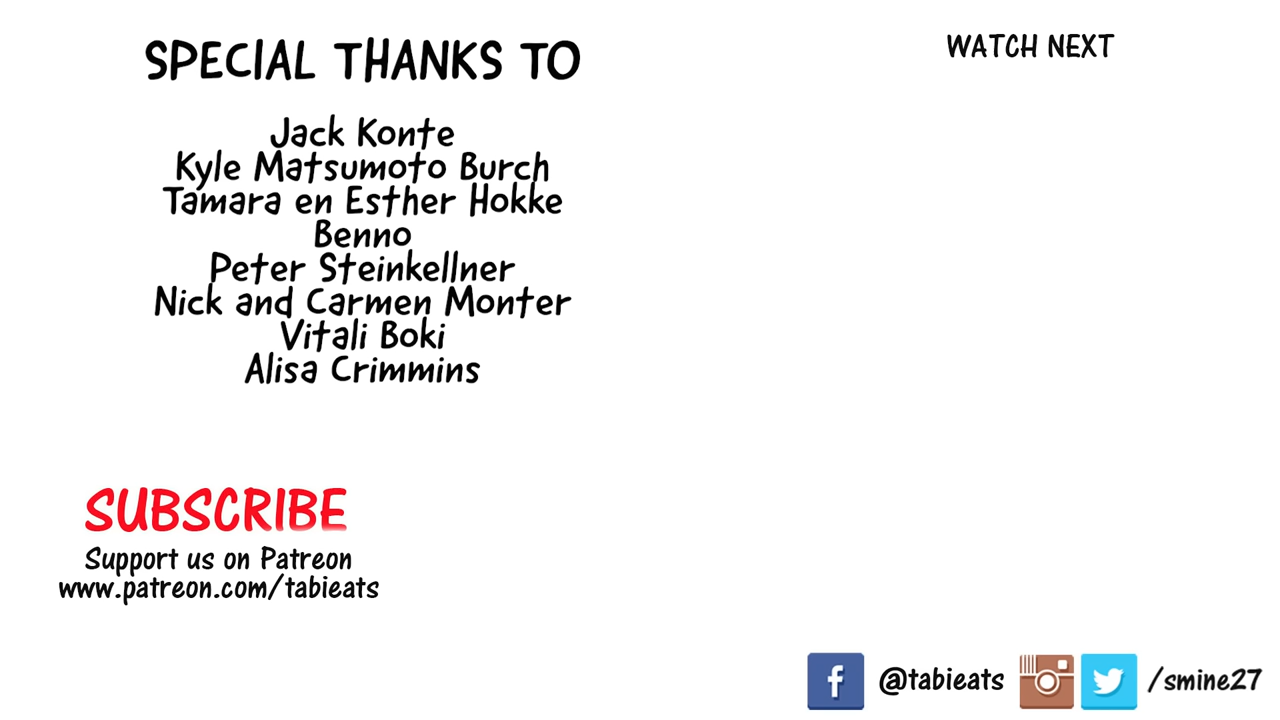 SPECIAL THANKS TO
Jack Konte
Kyle Matsumoto Burch
Tamara en Esther Hokke
Benno
Peter Steinkellner
Nick and Carmen Monter
Vitali Boki
Alisa Crimmins
WATCH NEXT
SUBSCRIBE
Support us on Patreon
www.patreon.com/tabieats
f @tabieats /smine27